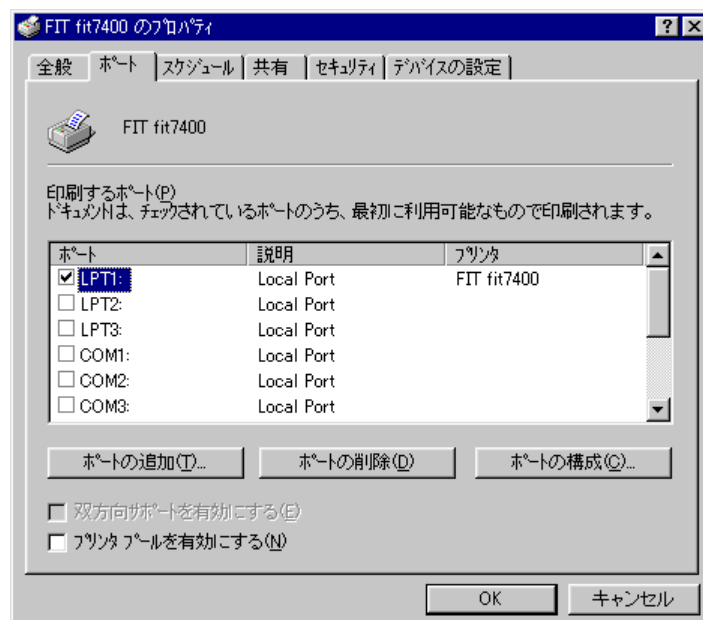 FIT fit7400 のﾌﾟﾛﾊﾟﾃｨ
全般 ﾎﾟｰﾄ ｽｹｼﾞｭｰﾙ 共有 ｾｷｭﾘﾃｨ ﾃﾞﾊﾞｲｽの設定
FIT fit7400
印刷するﾎﾟｰﾄ(P)
ﾄﾞｷｭﾒﾝﾄは、ﾁｪｯｸされているﾎﾟｰﾄのうち、最初に利用可能なもので印刷されます。
ﾎﾟｰﾄ 説明 ﾌﾟﾘﾝﾀ
LPT1: Local Port FIT fit7400
LPT2: Local Port
LPT3: Local Port
COM1: Local Port
COM2: Local Port
COM3: Local Port
ﾎﾟｰﾄの追加(T)... ﾎﾟｰﾄの削除(D) ﾎﾟｰﾄの構成(C)...
双方向ｻﾎﾟｰﾄを有効にする(E)
ﾌﾟﾘﾝﾀ ﾌﾟｰﾙを有効にする(N)
OK キャンセル